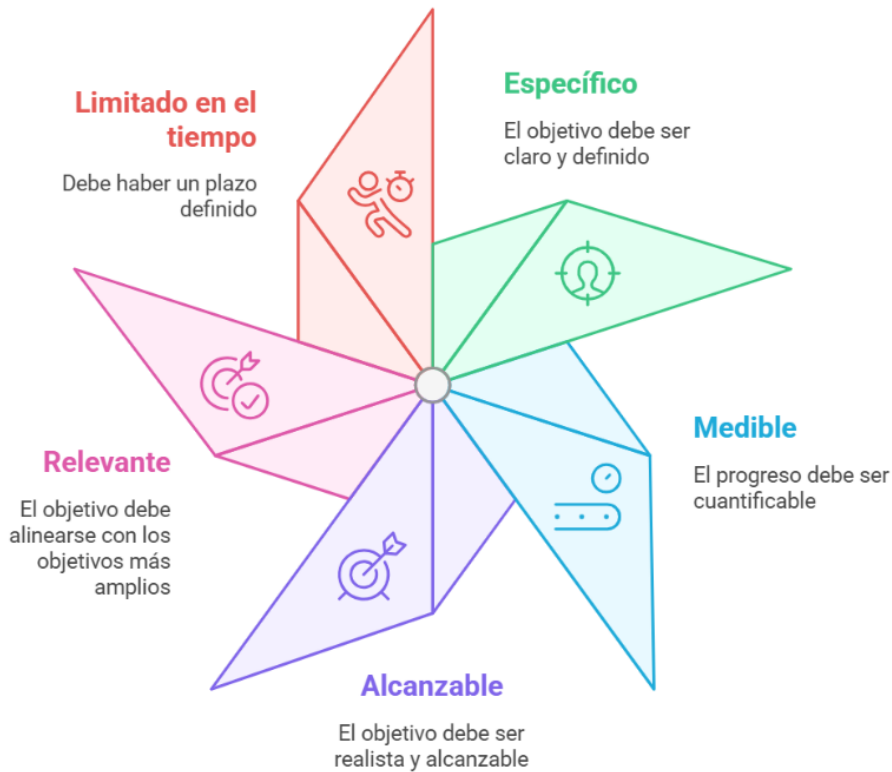 Específico
El objetivo debe ser
claro y definido
Medible
El progreso debe ser
cuantificable
Alcanzable
El objetivo debe ser
realista y alcanzable
Relevante
El objetivo debe
alinearse con los
objetivos más
amplios
Limitado en el
tiempo
Debe haber un plazo
definido